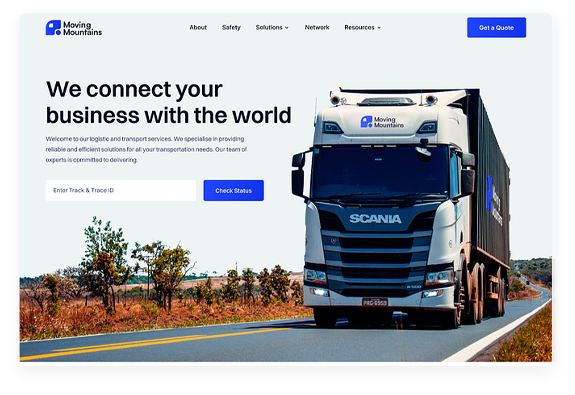 Moving
Mountains
About
Safety
Solutions
Network
Resources
Get a Quote
We connect your
business with the world
Welcome to our logistic and transport services. We specialise in providing
reliable and efficient solutions for all your transportation needs. Our team of
experts is committed to delivering.
Enter Track & Trace ID
Check Status
Moving
Mountains
SCANIA
Moving
Mountains